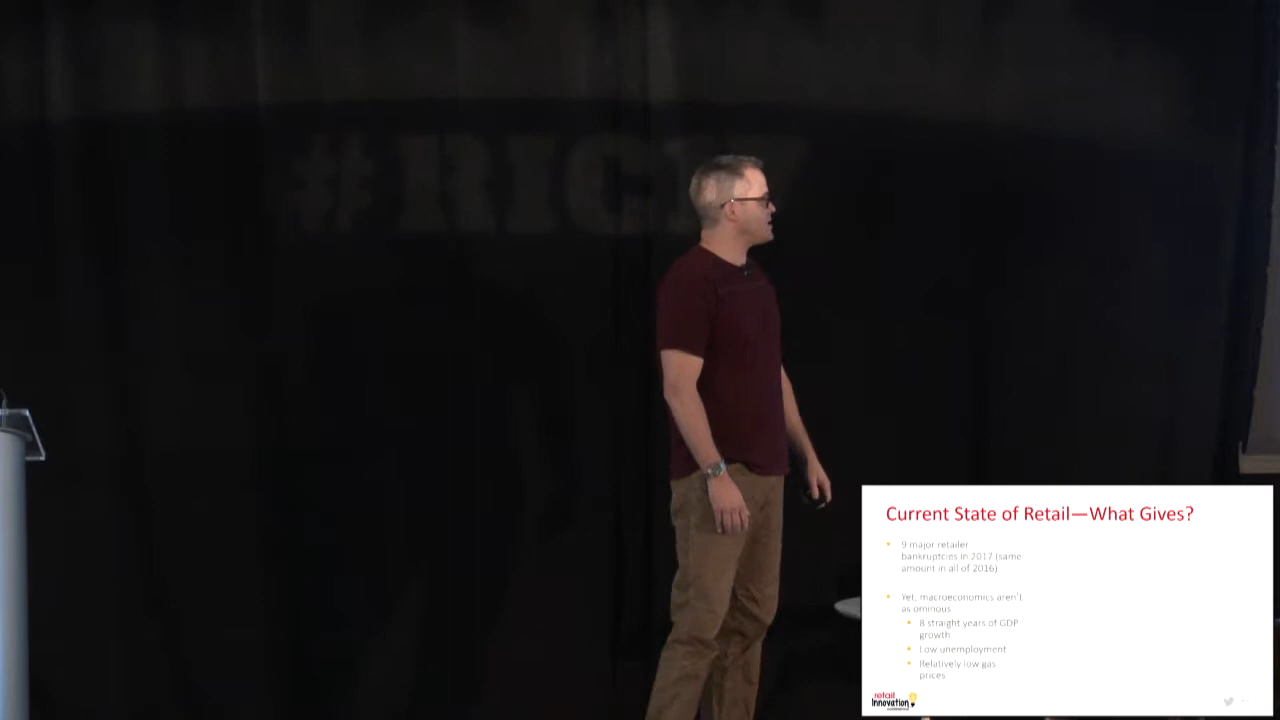 #RIC17
Current State of Retail—What Gives?
9 major retailer
bankruptcies in 2017 (same
amount in all of 2016)
Yet, macroeconomics aren't
as ominous
8 straight years of GDP
growth
Low unemployment
Relatively low gas
prices
retail
innovation